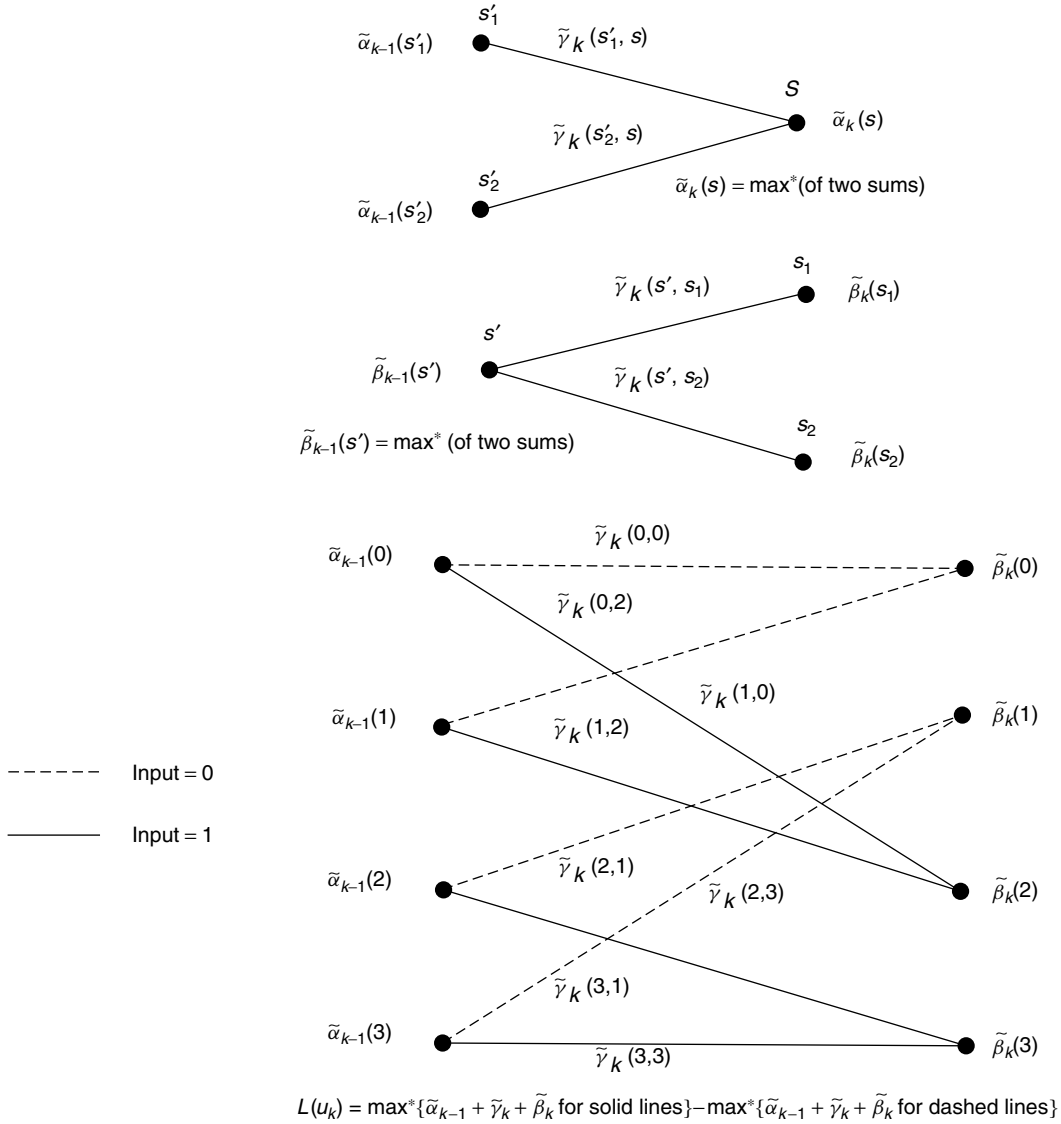 s′₁
α̃ₖ₋₁(s′₁)
γ̃ₖ(s′₁, s)
S
α̃ₖ(s)
γ̃ₖ(s′₂, s)
s′₂
α̃ₖ₋₁(s′₂)
α̃ₖ(s) = max*(of two sums)
s₁
γ̃ₖ(s′, s₁)
β̃ₖ(s₁)
s′
β̃ₖ₋₁(s′)
γ̃ₖ(s′, s₂)
s₂
β̃ₖ₋₁(s′) = max* (of two sums)
β̃ₖ(s₂)
α̃ₖ₋₁(0)
γ̃ₖ(0,0)
β̃ₖ(0)
γ̃ₖ(0,2)
γ̃ₖ(1,0)
α̃ₖ₋₁(1)
γ̃ₖ(1,2)
β̃ₖ(1)
Input = 0
Input = 1
α̃ₖ₋₁(2)
γ̃ₖ(2,1)
γ̃ₖ(2,3)
β̃ₖ(2)
γ̃ₖ(3,1)
α̃ₖ₋₁(3)
γ̃ₖ(3,3)
β̃ₖ(3)
L(uₖ) = max*{α̃ₖ₋₁ + γ̃ₖ + β̃ₖ for solid lines}–max*{α̃ₖ₋₁ + γ̃ₖ + β̃ₖ for dashed lines}